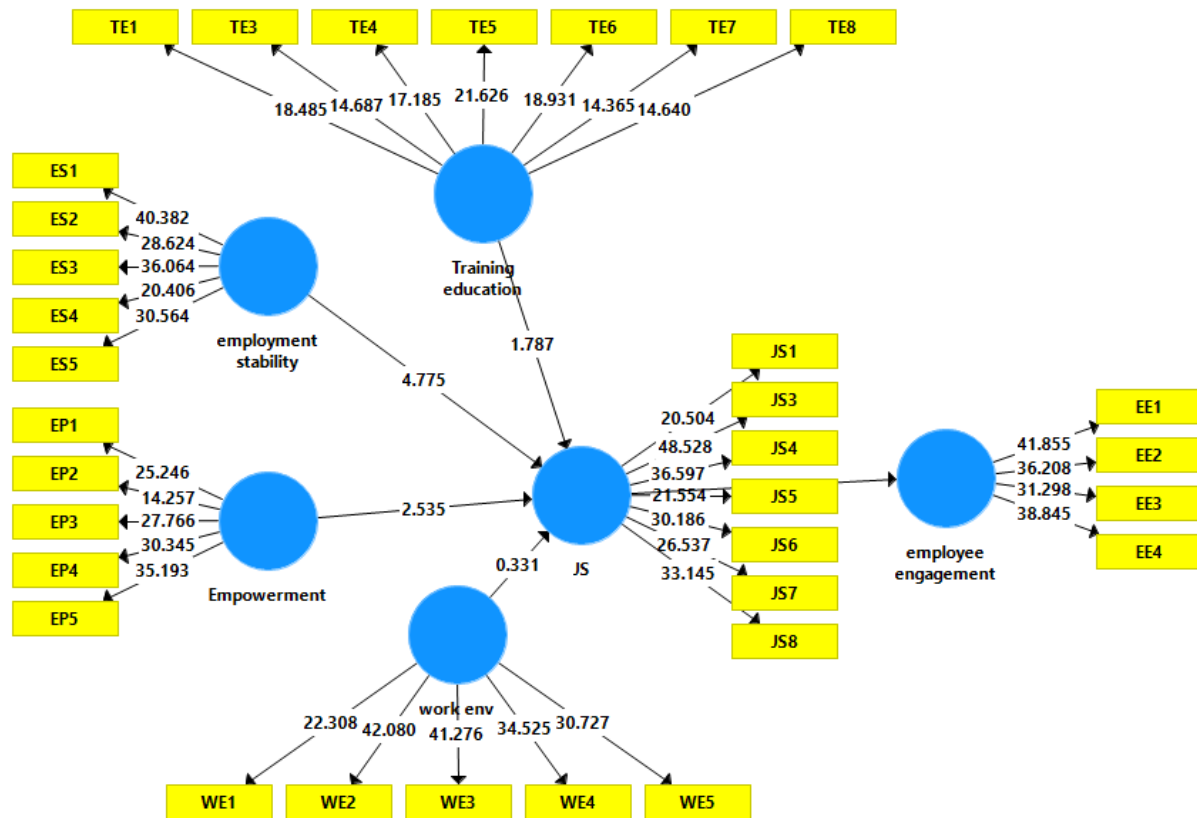 TE1 TE3 TE4 TE5 TE6 TE7 TE8
18.485 14.687 17.185 21.626 18.931 14.365 14.640
Training
education
ES1
ES2
ES3
ES4
ES5
40.382
28.624
36.064
20.406
30.564
employment
stability
1.787
4.775
EP1
EP2
EP3
EP4
EP5
25.246
14.257
27.766
30.345
35.193
Empowerment
2.535
JS
0.331
JS1
JS3
JS4
JS5
JS6
JS7
JS8
20.504
48.528
36.597
21.554
30.186
26.537
33.145
employee
engagement
41.855
36.208
31.298
38.845
EE1
EE2
EE3
EE4
work env
22.308 42.080 41.276 34.525 30.727
WE1 WE2 WE3 WE4 WE5